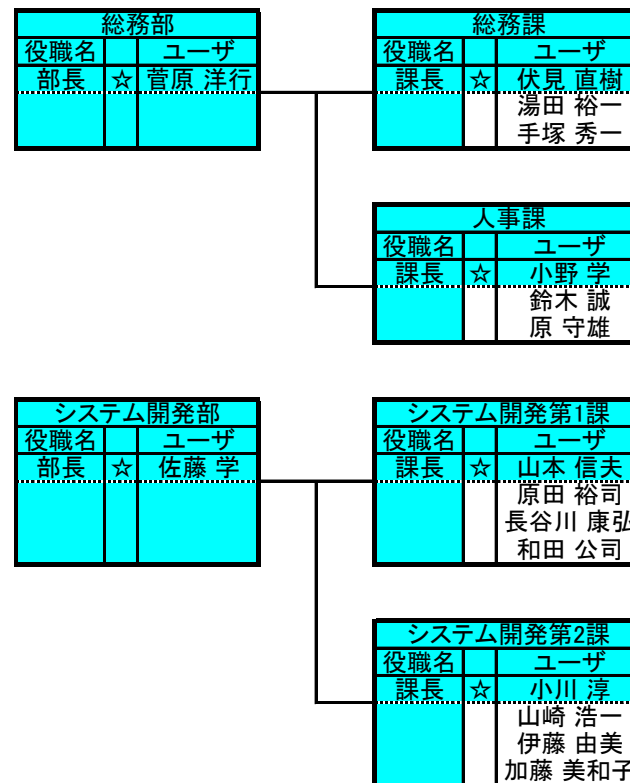 総務部
役職名 ユーザ
部長 ☆ 菅原 洋行
総務課
役職名 ユーザ
課長 ☆ 伏見 直樹
湯田 裕一
手塚 秀一
人事課
役職名 ユーザ
課長 ☆ 小野 学
鈴木 誠
原 守雄
システム開発部
役職名 ユーザ
部長 ☆ 佐藤 学
システム開発第1課
役職名 ユーザ
課長 ☆ 山本 信夫
原田 裕司
長谷川 康弘
和田 公司
システム開発第2課
役職名 ユーザ
課長 ☆ 小川 淳
山崎 浩一
伊藤 由美
加藤 美和子